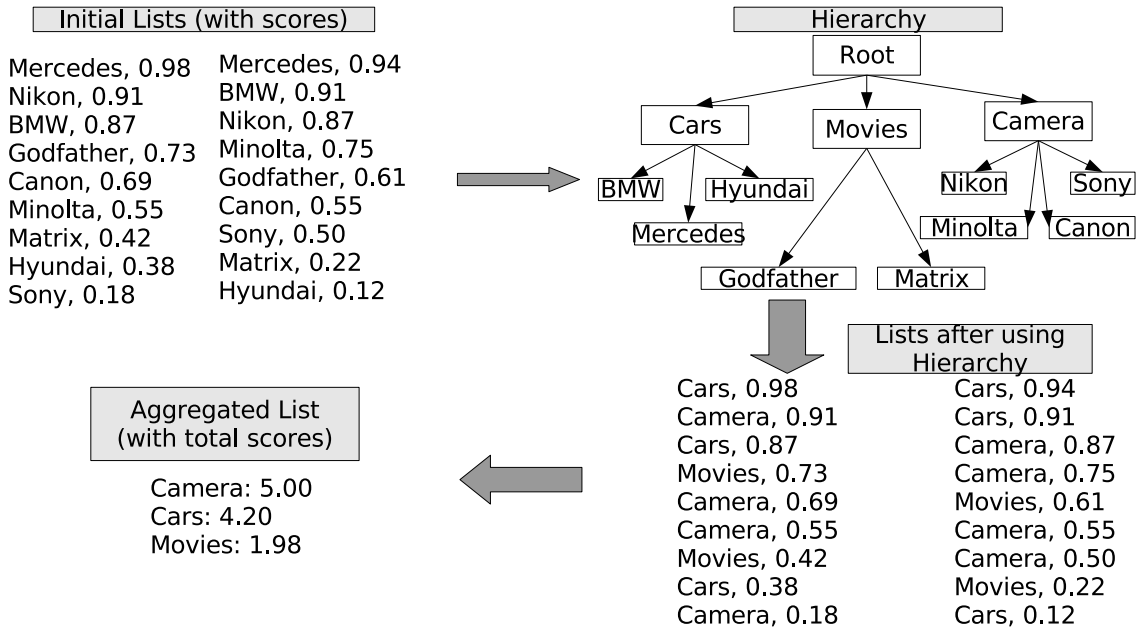 Initial Lists (with scores)
Mercedes, 0.98
Nikon, 0.91
BMW, 0.87
Godfather, 0.73
Canon, 0.69
Minolta, 0.55
Matrix, 0.42
Hyundai, 0.38
Sony, 0.18
Mercedes, 0.94
BMW, 0.91
Nikon, 0.87
Minolta, 0.75
Godfather, 0.61
Canon, 0.55
Sony, 0.50
Matrix, 0.22
Hyundai, 0.12
Hierarchy
Root
Cars
Movies
Camera
BMW
Hyundai
Mercedes
Nikon
Sony
Minolta
Canon
Godfather
Matrix
Lists after using
Hierarchy
Cars, 0.98
Camera, 0.91
Cars, 0.87
Movies, 0.73
Camera, 0.69
Camera, 0.55
Movies, 0.42
Cars, 0.38
Camera, 0.18
Cars, 0.94
Cars, 0.91
Camera, 0.87
Camera, 0.75
Movies, 0.61
Camera, 0.55
Camera, 0.50
Movies, 0.22
Cars, 0.12
Aggregated List
(with total scores)
Camera: 5.00
Cars: 4.20
Movies: 1.98